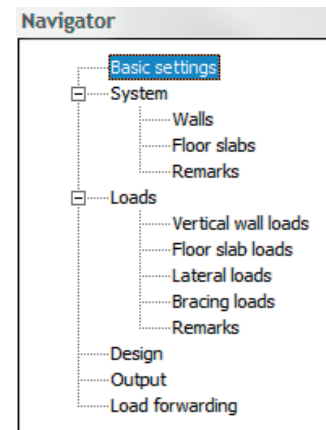 Navigator
Basic settings
System
Walls
Floor slabs
Remarks
Loads
Vertical wall loads
Floor slab loads
Lateral loads
Bracing loads
Remarks
Design
Output
Load forwarding